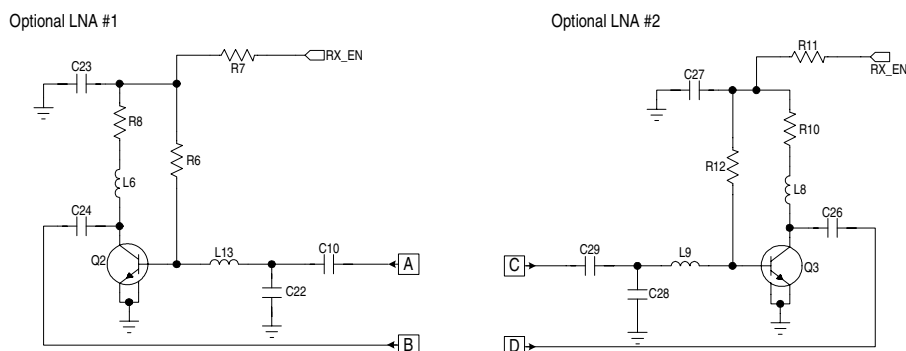 Optional LNA #1
Optional LNA #2
R7
RX_EN
R11
RX_EN
C23
C27
R8
R10
R6
R12
L6
L8
C24
C26
Q2
L13
C10
A
C29
L9
Q3
C
C22
C28
B
D